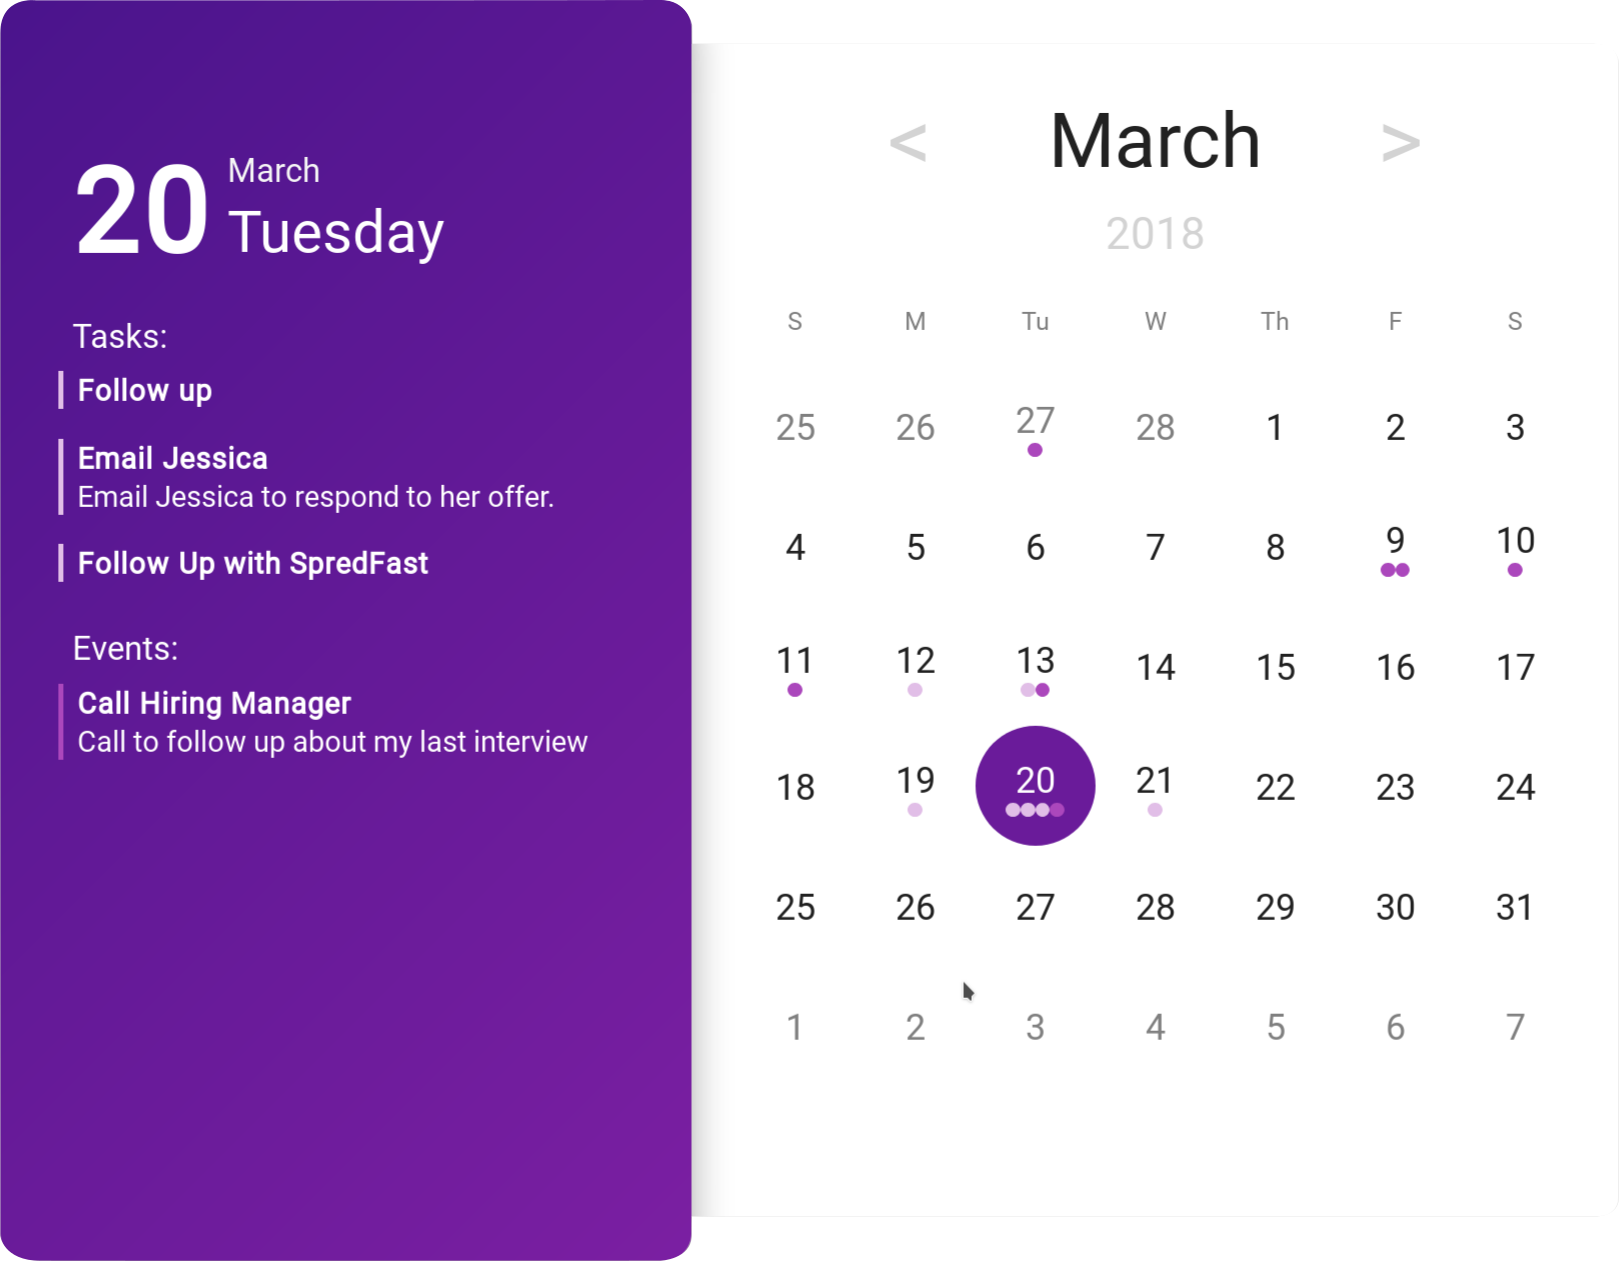 20 March
Tuesday
Tasks:
Follow up
Email Jessica
Email Jessica to respond to her offer.
Follow Up with SpredFast
Events:
Call Hiring Manager
Call to follow up about my last interview
< March >
2018
S M Tu W Th F S
25 26 27 28 1 2 3
4 5 6 7 8 9 10
11 12 13 14 15 16 17
18 19 20 21 22 23 24
25 26 27 28 29 30 31
1 2 3 4 5 6 7